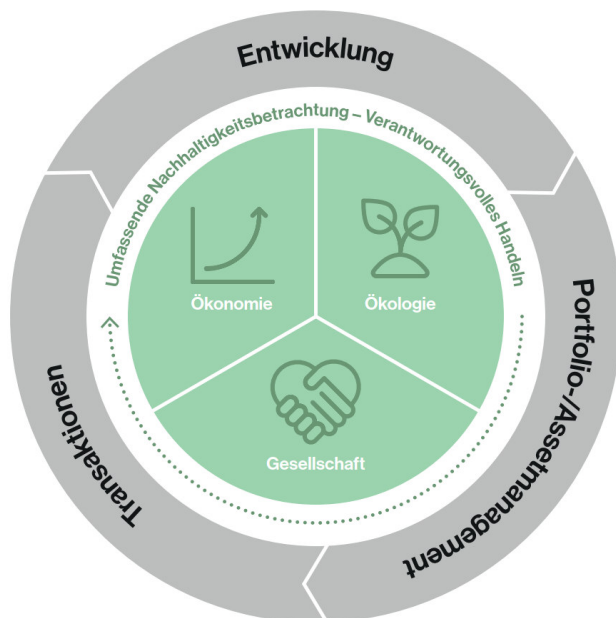 Entwicklung
Umfassende Nachhaltigkeitsbetrachtung – Verantwortungsvolles Handeln
Ökonomie
Ökologie
Gesellschaft
Portfolio-/Assetmanagement
Transaktionen